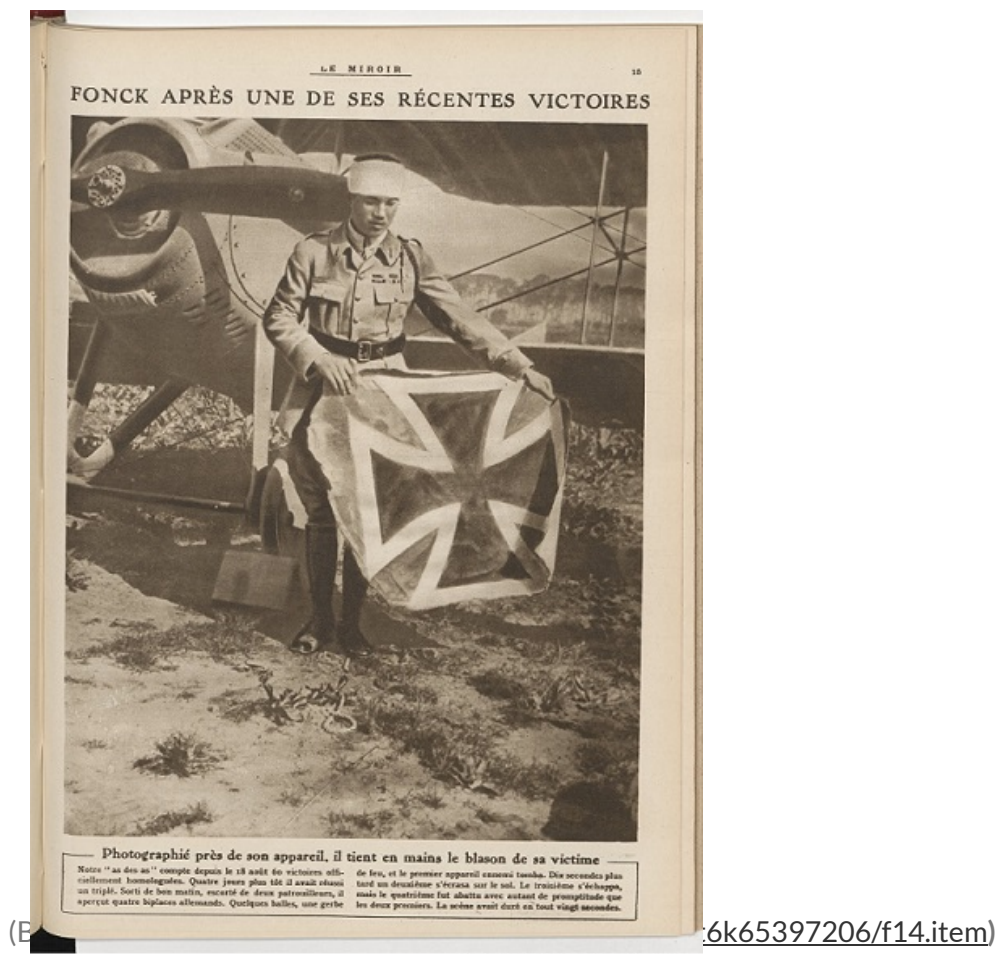 LE MIROIR
15
FONCK APRÈS UNE DE SES RÉCENTES VICTOIRES
Photographié près de son appareil, il tient en mains le blason de sa victime
Notre "as des as" compte depuis le 18 août 60 victoires offi-
ciellement homologuées. Quatre jours plus tôt il avait réussi
un triplé. Sorti de bon matin, escorté de deux patrouilleurs, il
aperçut quatre biplaces allemands. Quelques balles, une gerbe
de feu, et le premier appareil ennemi tomba. Dix secondes plus
tard un deuxième s'écrasa sur le sol. Le troisième s'échappa,
mais le quatrième fut abattu avec autant de promptitude que
les deux premiers. La scène avait duré en tout vingt secondes.
6k65397206/f14.item)